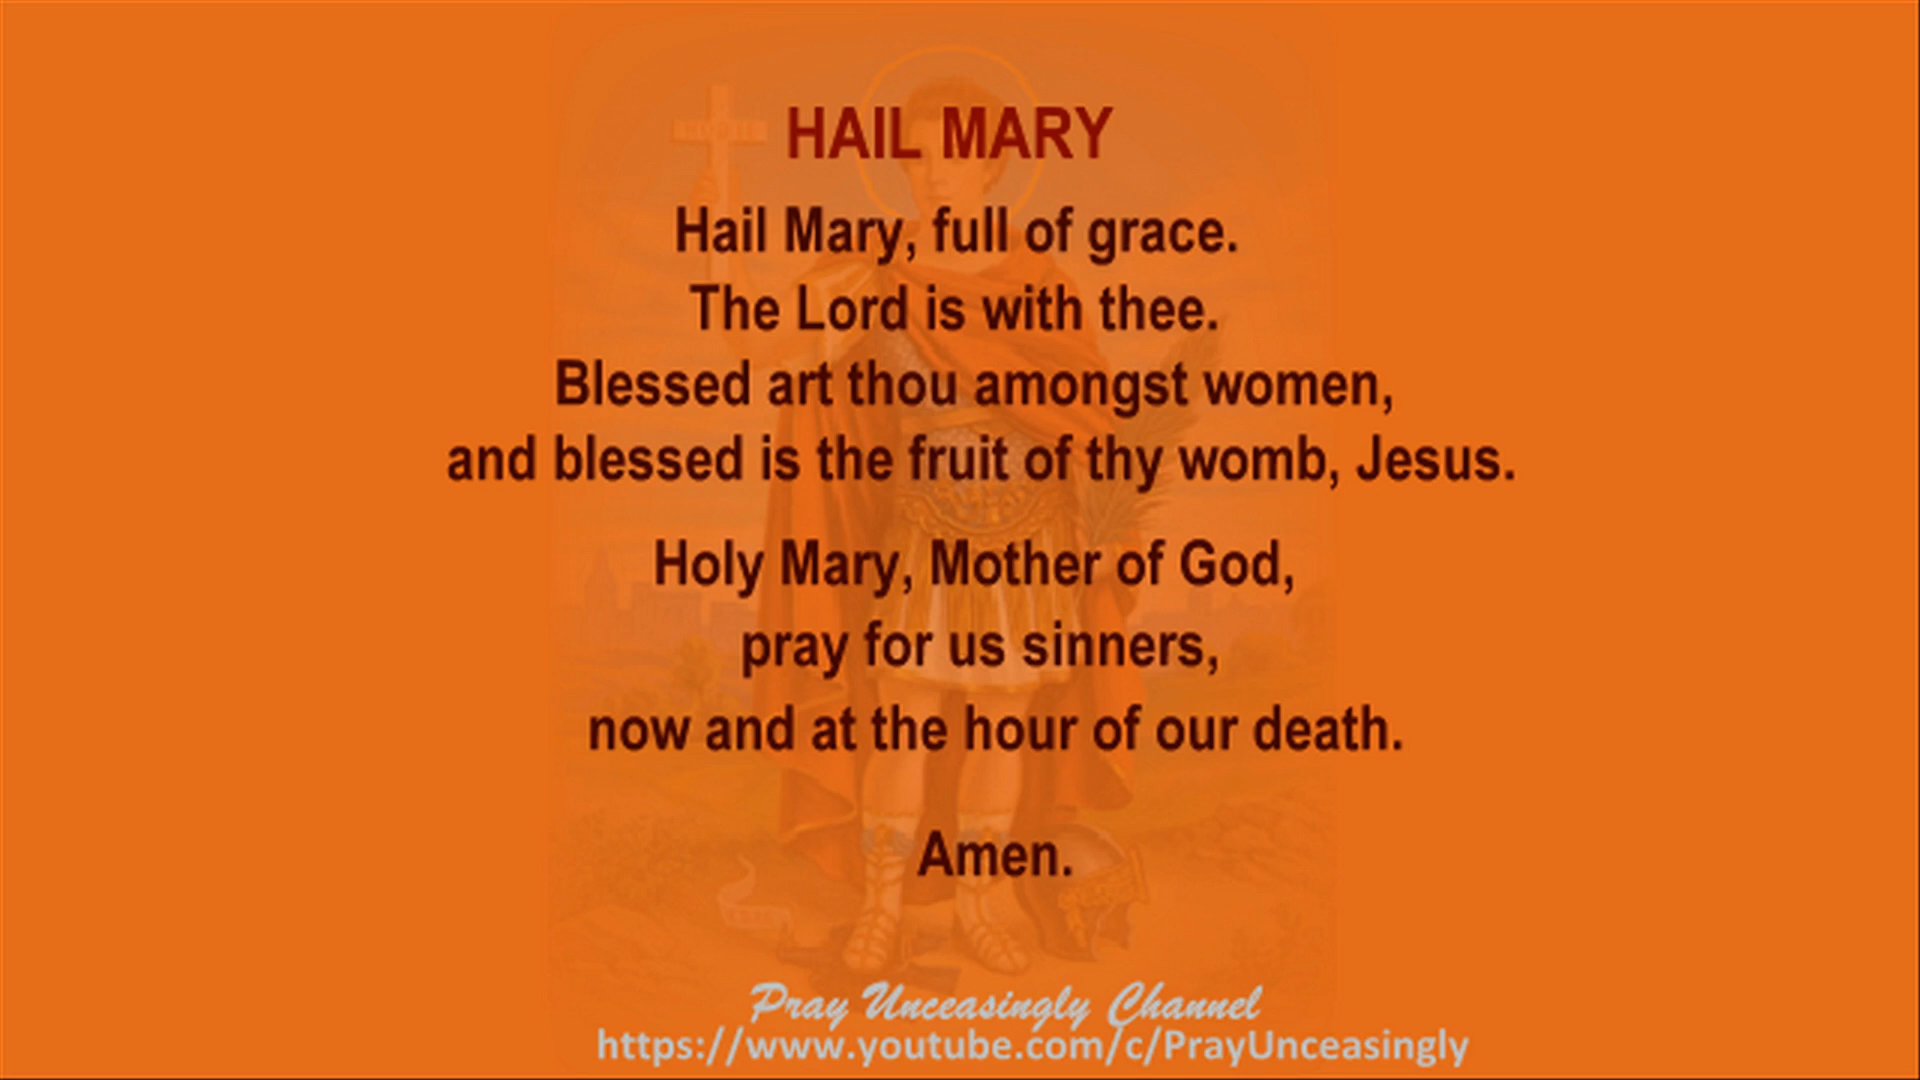 HAIL MARY
Hail Mary, full of grace.
The Lord is with thee.
Blessed art thou amongst women,
and blessed is the fruit of thy womb, Jesus.
Holy Mary, Mother of God,
pray for us sinners,
now and at the hour of our death.
Amen.
Pray Unceasingly Channel
https://www.youtube.com/c/PrayUnceasingly